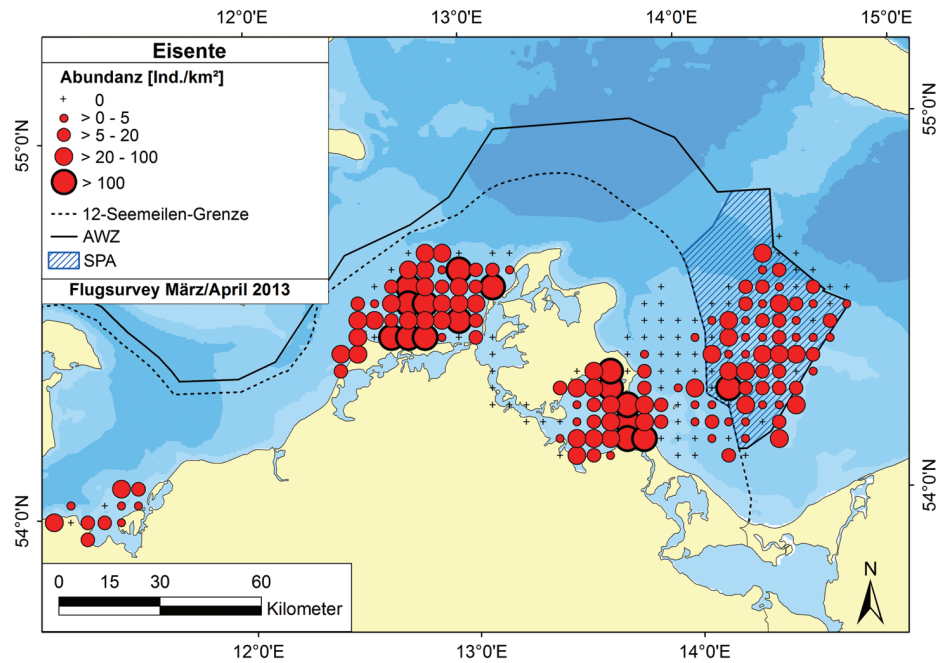 12°0'E 13°0'E 14°0'E 15°0'E
Eisente
Abundanz [Ind./km²]
0
> 0 - 5
> 5 - 20
> 20 - 100
> 100
12-Seemeilen-Grenze
AWZ
SPA
Flugsurvey März/April 2013
55°0'N
55°0'N
54°0'N
54°0'N
0 15 30 60
Kilometer
N
12°0'E 13°0'E 14°0'E